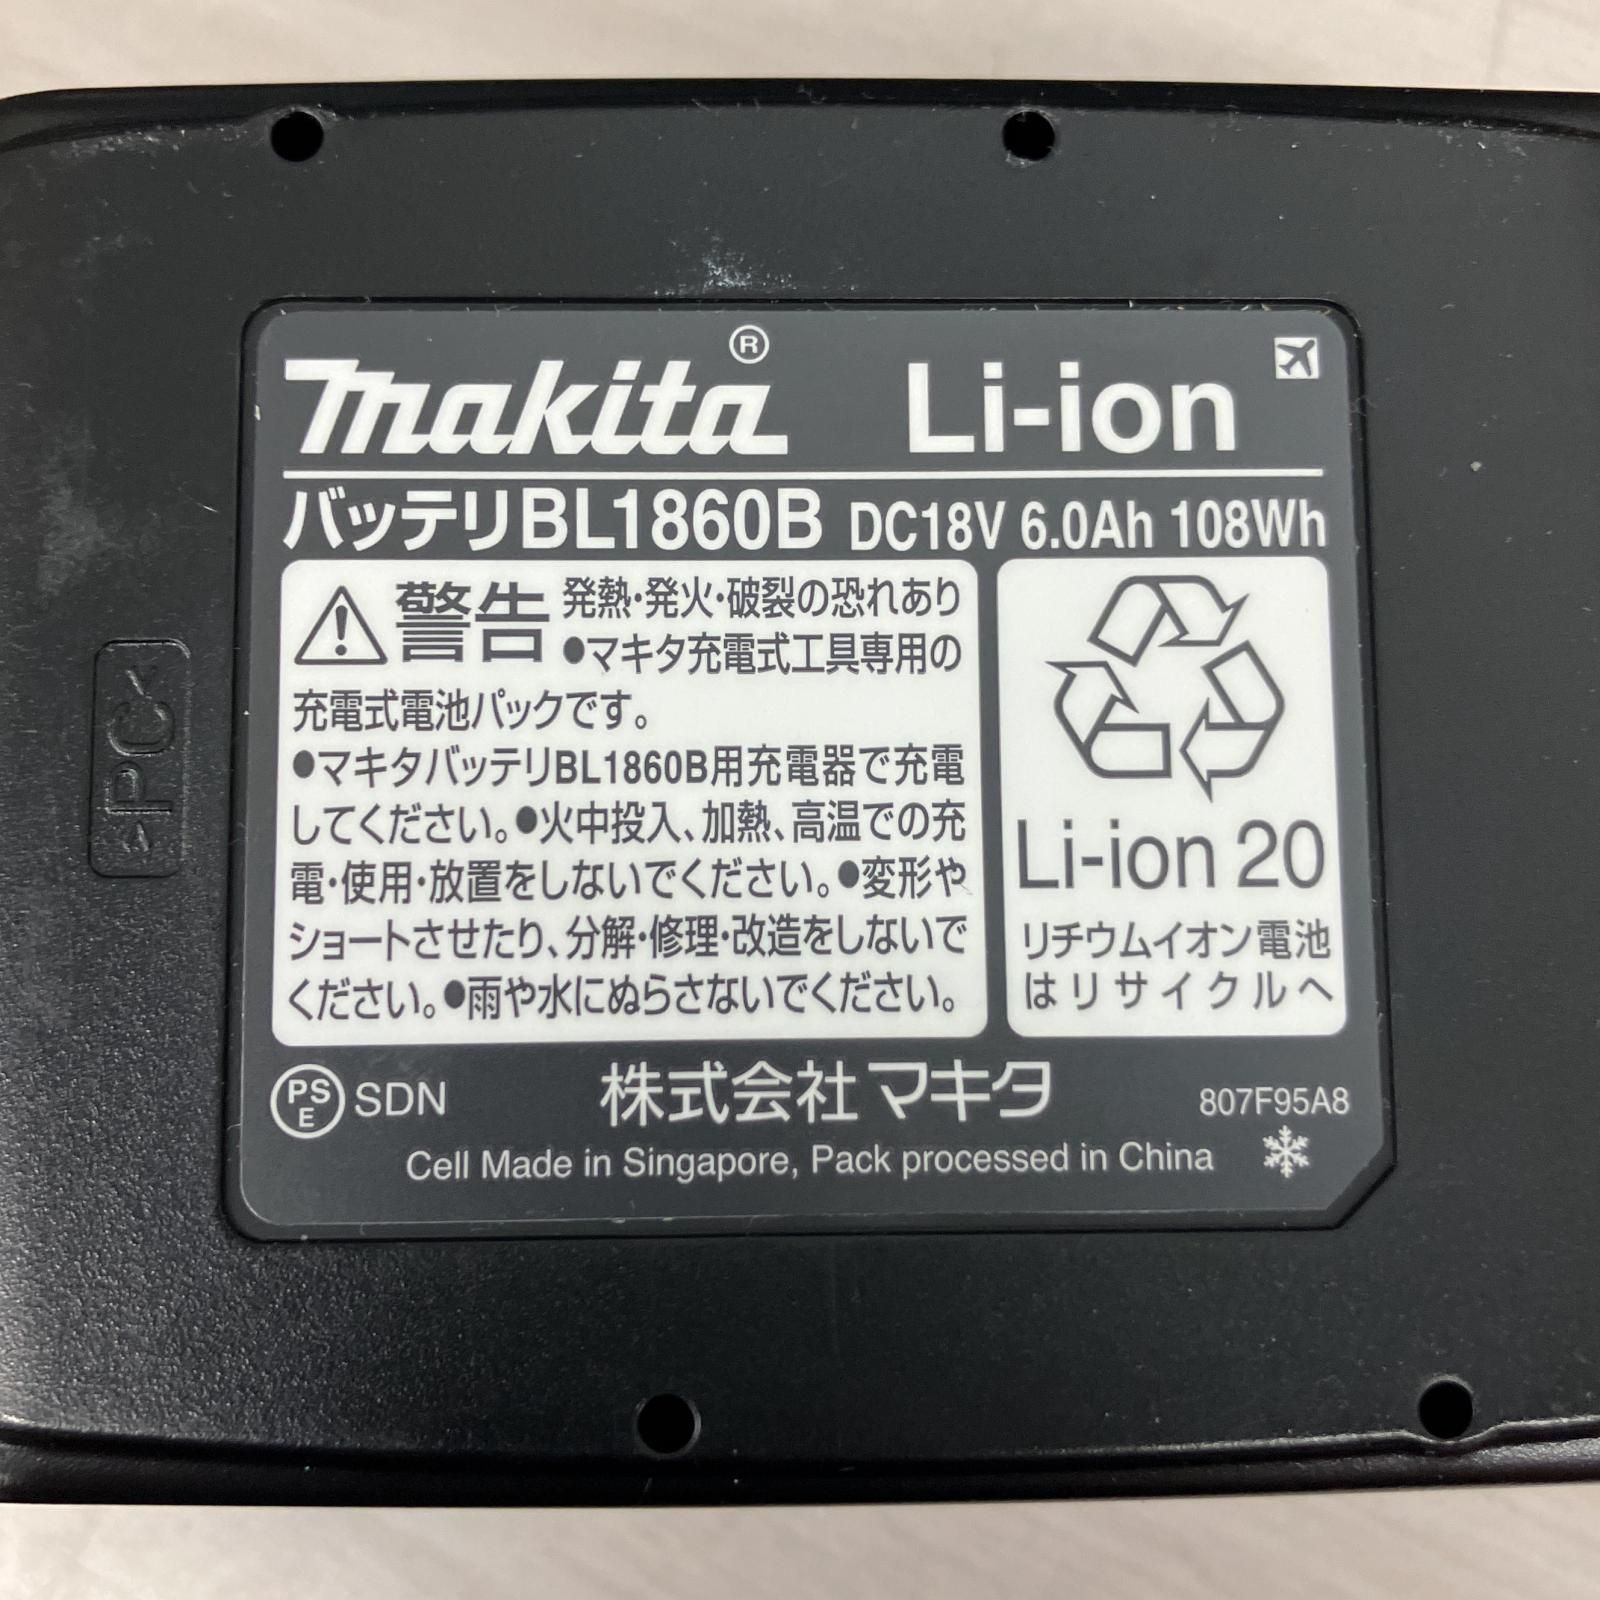 makita® Li-ion
バッテリBL1860B DC18V 6.0Ah 108Wh
警告 発熱・発火・破裂の恐れあり
●マキタ充電式工具専用の
充電式電池パックです。
●マキタバッテリBL1860B用充電器で充電
してください。●火中投入、加熱、高温での充
電・使用・放置をしないでください。●変形や
ショートさせたり、分解・修理・改造をしないで
ください。●雨や水にぬらさないでください。
Li-ion 20
リチウムイオン電池
はリサイクルへ
PSE SDN 株式会社マキタ 807F95A8
Cell Made in Singapore, Pack processed in China
PC